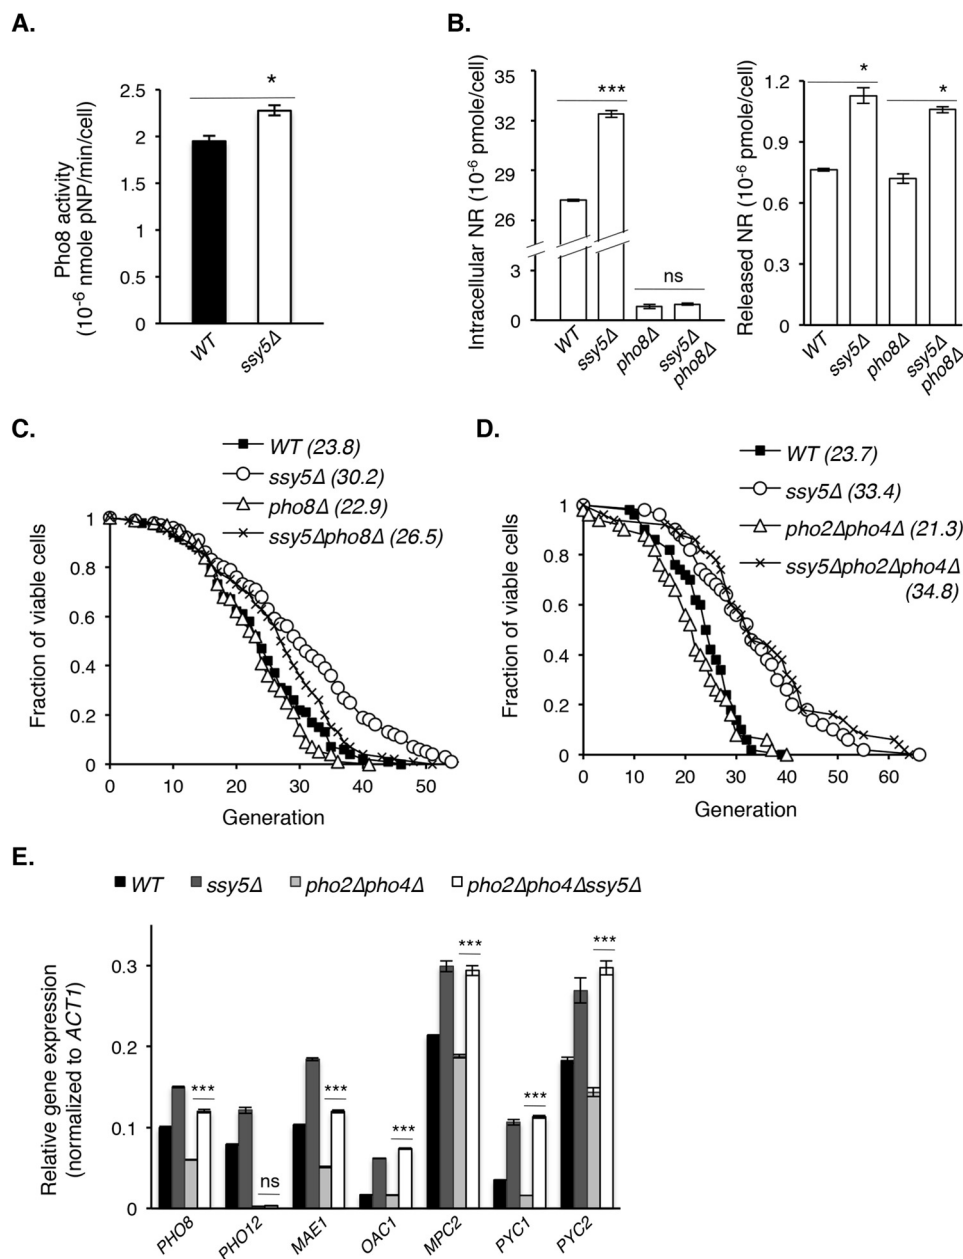 A.
Pho8 activity
(10-6 nmole pNP/min/cell)
2.5
2
1.5
1
0.5
0
*
WT
ssy5Δ
B.
Intracellular NR (10-6 pmole/cell)
35
32
29
26
3
0
***
ns
WT
ssy5Δ
pho8Δ
ssy5Δ
pho8Δ
Released NR (10-6 pmole/cell)
1.2
0.9
0.6
0.3
0
*
*
WT
ssy5Δ
pho8Δ
ssy5Δ
pho8Δ
C.
WT (23.8)
ssy5Δ (30.2)
pho8Δ (22.9)
ssy5Δpho8Δ (26.5)
Fraction of viable cells
1
0.8
0.6
0.4
0.2
0
0 10 20 30 40 50
Generation
D.
WT (23.7)
ssy5Δ (33.4)
pho2Δpho4Δ (21.3)
ssy5Δpho2Δpho4Δ
(34.8)
Fraction of viable cells
1
0.8
0.6
0.4
0.2
0
0 10 20 30 40 50 60
Generation
E.
WT ssy5Δ pho2Δpho4Δ pho2Δpho4Δssy5Δ
Relative gene expression
(normalized to ACT1)
0.3
0.2
0.1
0
*** ns *** *** *** *** ***
PHO8 PHO12 MAE1 OAC1 MPC2 PYC1 PYC2